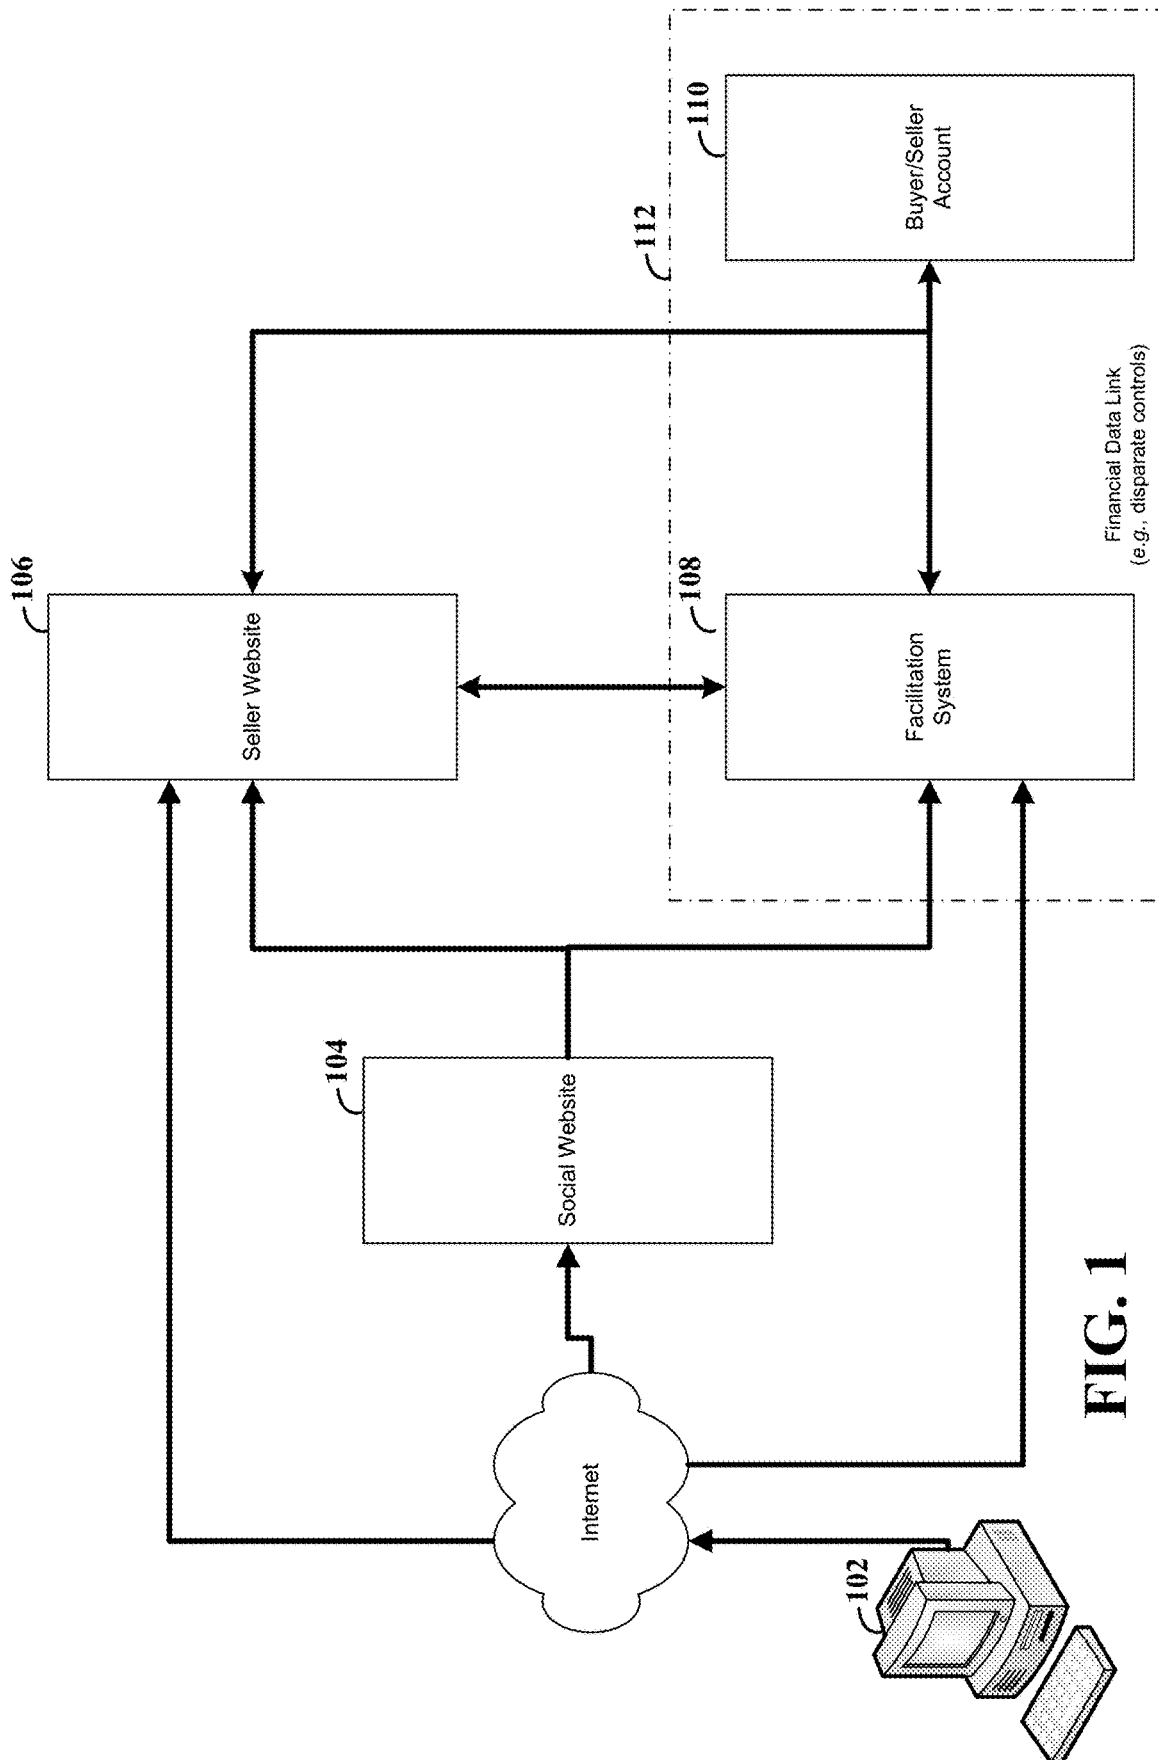 106
Seller Website
104
Social Website
Internet
102
112
108
Facilitation
System
110
Buyer/Seller
Account
Financial Data Link
(e.g., disparate controls)
FIG. 1